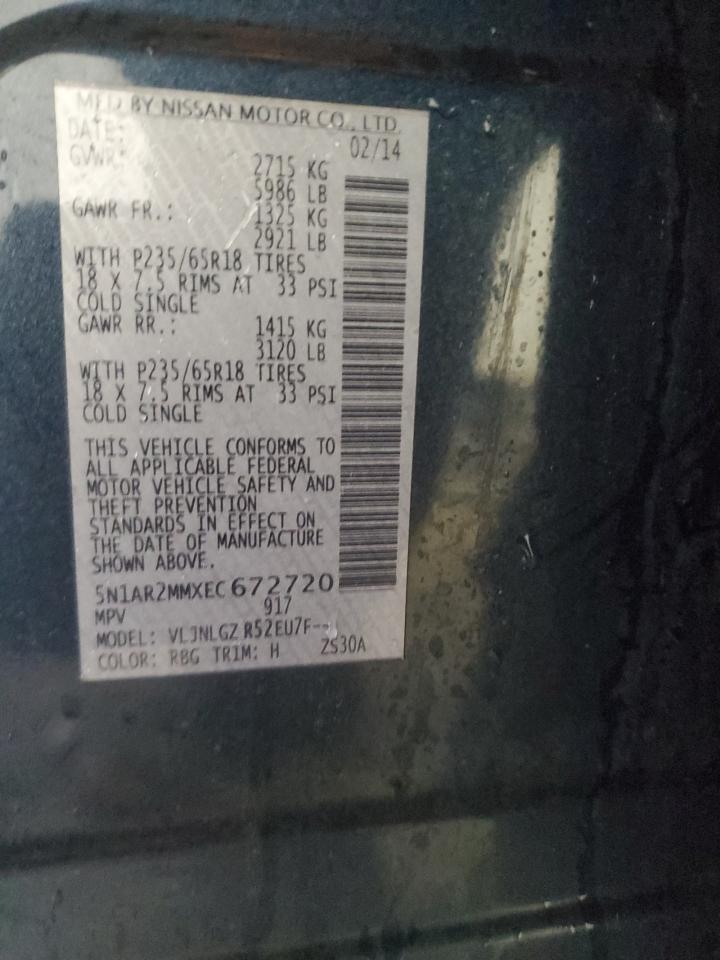 MFD BY NISSAN MOTOR CO., LTD.
DATE: 02/14
GVWR: 2715 KG
5986 LB
GAWR FR.: 1325 KG
2921 LB
WITH P235/65R18 TIRES
18 X 7.5 RIMS AT 33 PSI
COLD SINGLE
GAWR RR.: 1415 KG
3120 LB
WITH P235/65R18 TIRES
18 X 7.5 RIMS AT 33 PSI
COLD SINGLE
THIS VEHICLE CONFORMS TO
ALL APPLICABLE FEDERAL
MOTOR VEHICLE SAFETY AND
THEFT PREVENTION
STANDARDS IN EFFECT ON
THE DATE OF MANUFACTURE
SHOWN ABOVE.
5N1AR2MMXEC672720
MPV 917
MODEL: VLJNLGZ R52EU7F--
COLOR: RBG TRIM: H ZS30A